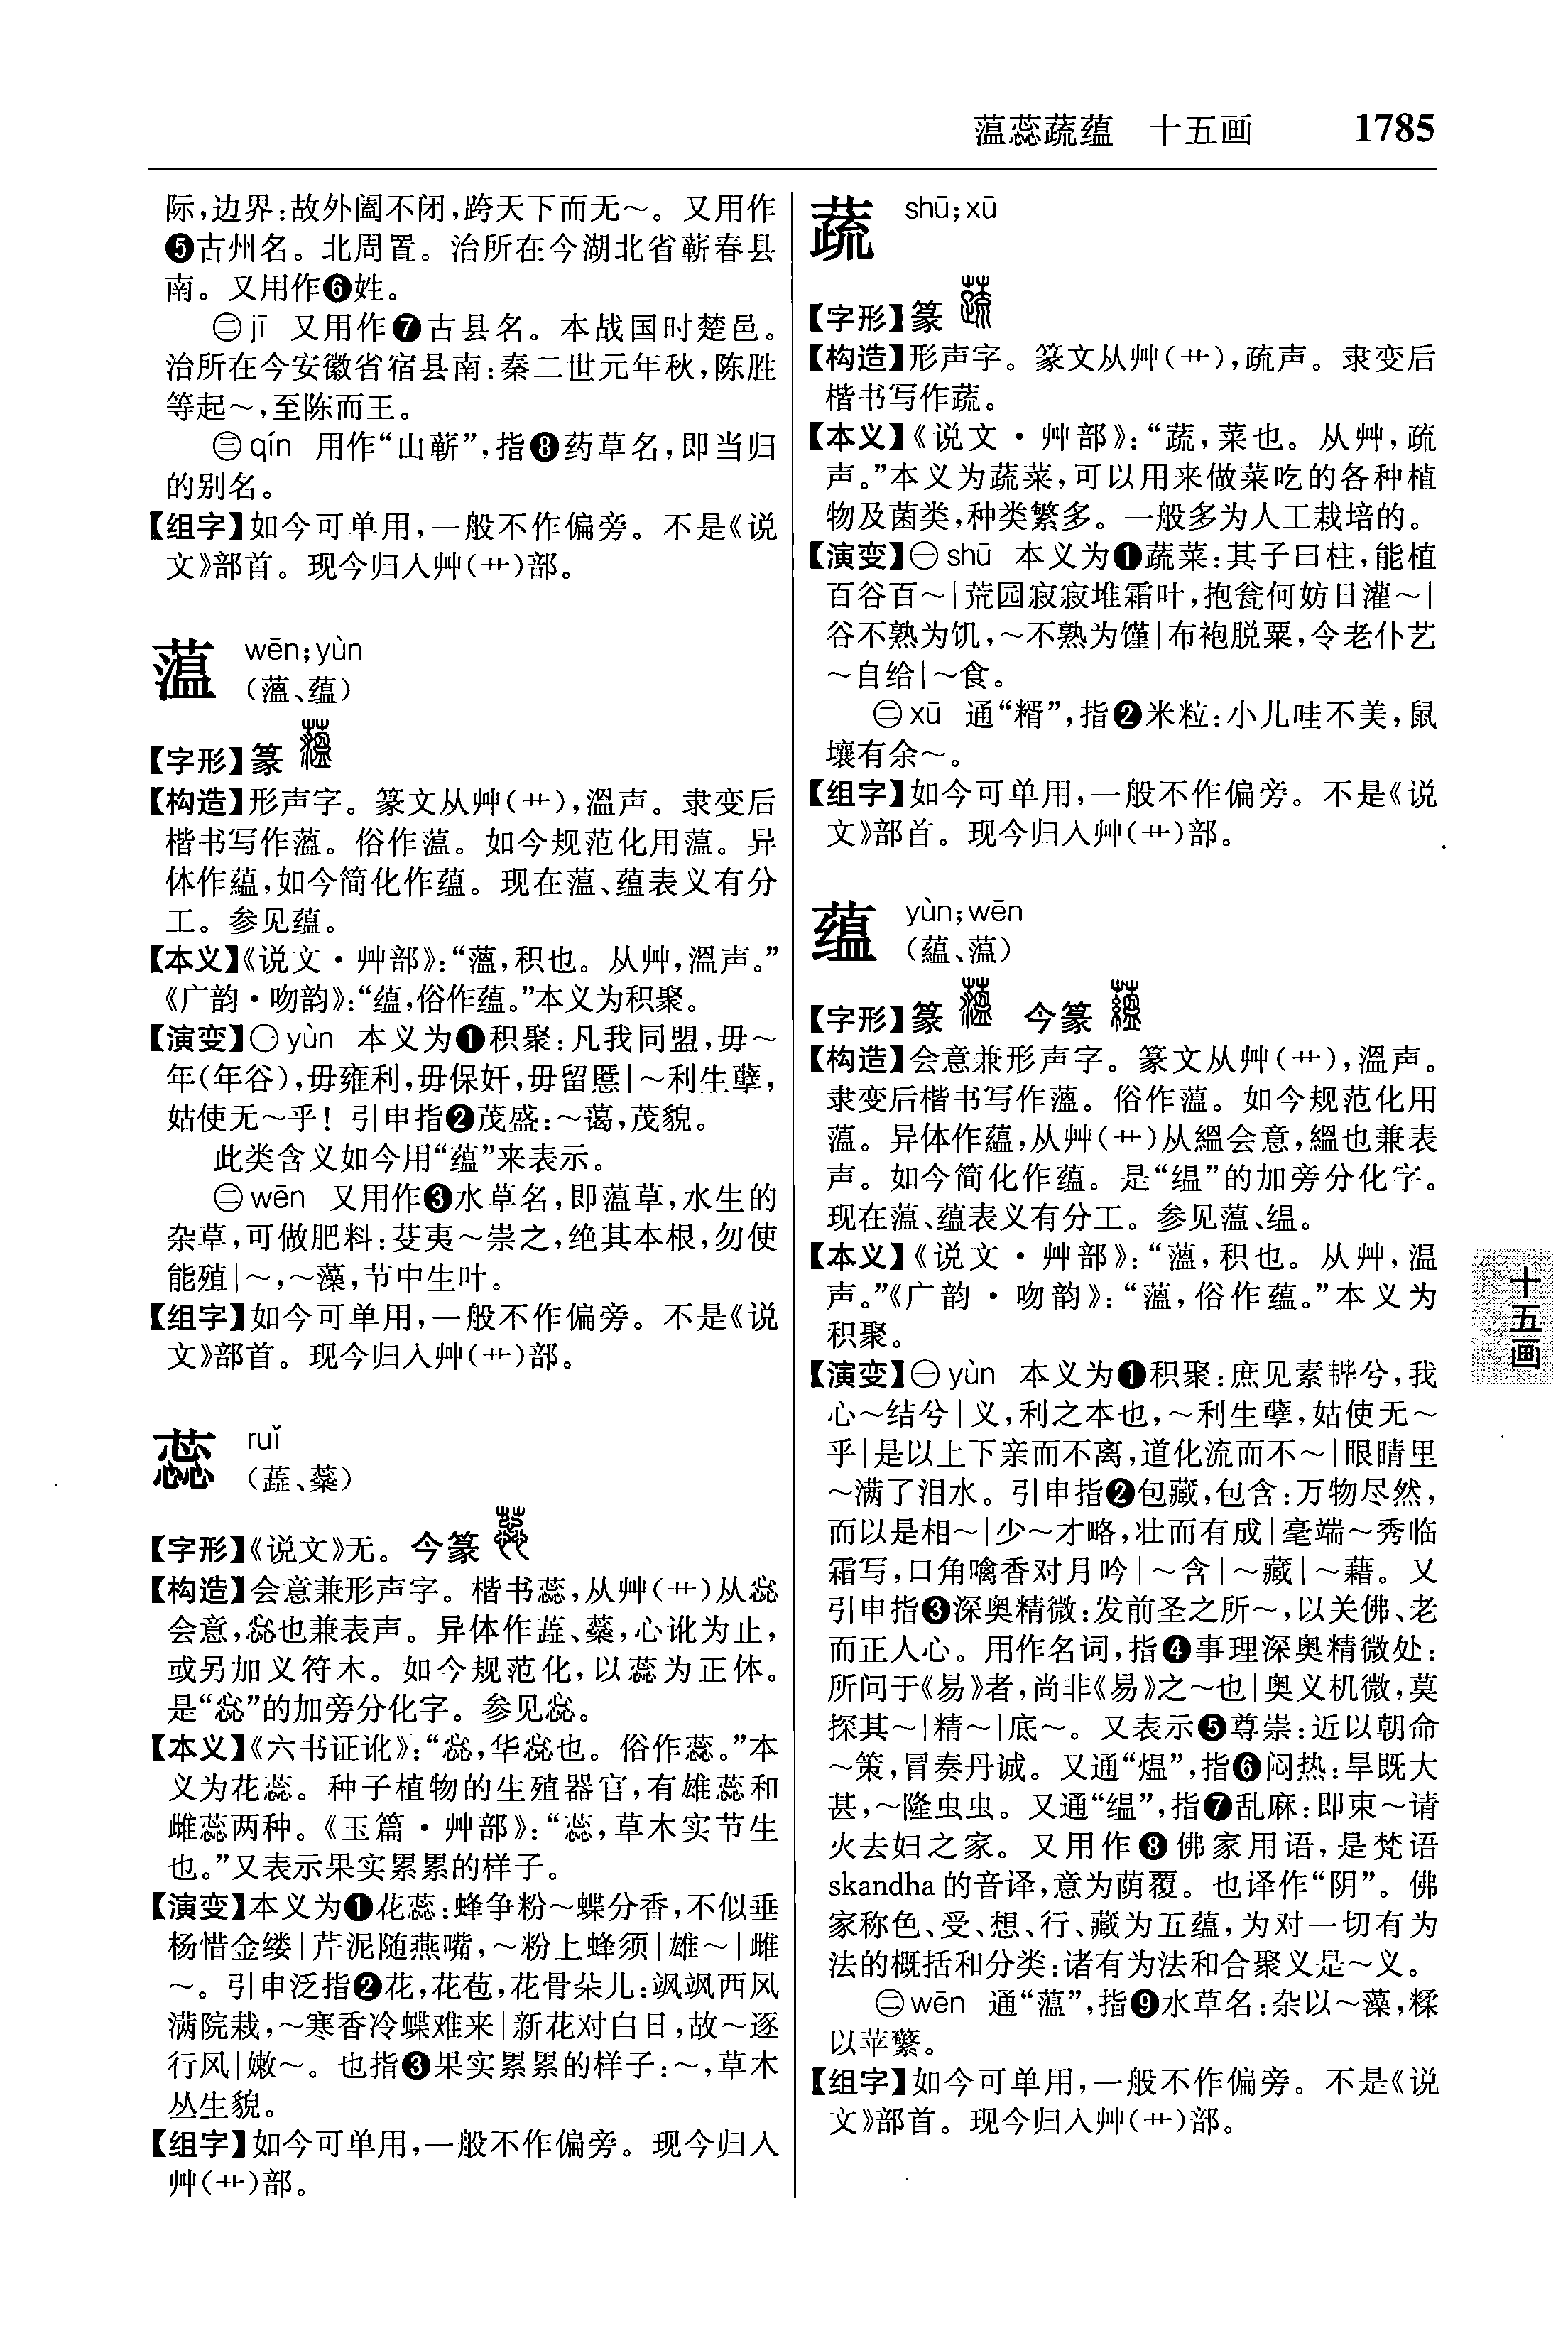 薀蕊蔬蕴 十五画 1785
际,边界:故外阖不闭,跨天下而无～。又用作
❺古州名。北周置。治所在今湖北省蕲春县
南。又用作❻姓。
㊁jī 又用作❼古县名。本战国时楚邑。
治所在今安徽省宿县南:秦二世元年秋,陈胜
等起～,至陈而王。
㊂qín 用作“山蕲”,指❽药草名,即当归
的别名。
【组字】如今可单用,一般不作偏旁。不是《说
文》部首。现今归入艸(艹)部。
蕰 wēn;yùn
(薀、蕴)
【字形】篆
【构造】形声字。篆文从艸(艹),溫声。隶变后
楷书写作薀。俗作蕰。如今规范化用蕰。异
体作蘊,如今简化作蕴。现在蕰、蕴表义有分
工。参见蕴。
【本义】《说文·艸部》:“薀,积也。从艸,溫声。”
《广韵·吻韵》:“薀,俗作蕴。”本义为积聚。
【演变】㊀yùn 本义为❶积聚:凡我同盟,毋～
年(年谷),毋雍利,毋保奸,毋留慝|～利生孽,
姑使无～乎! 引申指❷茂盛:～蔼,茂貌。
此类含义如今用“蕴”来表示。
㊁wēn 又用作❸水草名,即蕰草,水生的
杂草,可做肥料:芟夷～崇之,绝其本根,勿使
能殖|～,～藻,节中生叶。
【组字】如今可单用,一般不作偏旁。不是《说
文》部首。现今归入艸(艹)部。
蕊 ruǐ
(蕋、蘂)
【字形】《说文》无。今篆
【构造】会意兼形声字。楷书蕊,从艸(艹)从惢
会意,惢也兼表声。异体作蕋、蘂,心讹为止,
或另加义符木。如今规范化,以蕊为正体。
是“惢”的加旁分化字。参见惢。
【本义】《六书证讹》:“惢,华惢也。俗作蕊。”本
义为花蕊。种子植物的生殖器官,有雄蕊和
雌蕊两种。《玉篇·艸部》:“蕊,草木实节生
也。”又表示果实累累的样子。
【演变】本义为❶花蕊:蜂争粉～蝶分香,不似垂
杨惜金缕|芹泥随燕嘴,～粉上蜂须|雄～|雌
～。引申泛指❷花,花苞,花骨朵儿:飒飒西风
满院栽,～寒香冷蝶难来|新花对白日,故～逐
行风|嫩～。也指❸果实累累的样子:～,草木
丛生貌。
【组字】如今可单用,一般不作偏旁。现今归入
艸(艹)部。
蔬 shū;xū
【字形】篆
【构造】形声字。篆文从艸(艹),疏声。隶变后
楷书写作蔬。
【本义】《说文·艸部》:“蔬,菜也。从艸,疏
声。”本义为蔬菜,可以用来做菜吃的各种植
物及菌类,种类繁多。一般多为人工栽培的。
【演变】㊀shū 本义为❶蔬菜:其子曰柱,能植
百谷百～|荒园寂寂堆霜叶,抱瓮何妨日灌～|
谷不熟为饥,～不熟为馑|布袍脱粟,令老仆艺
～自给|～食。
㊁xū 通“糈”,指❷米粒:小儿哇不美,鼠
壤有余～。
【组字】如今可单用,一般不作偏旁。不是《说
文》部首。现今归入艸(艹)部。
蕴 yùn;wēn
(蘊、蕰)
【字形】篆 今篆
【构造】会意兼形声字。篆文从艸(艹),溫声。
隶变后楷书写作薀。俗作蕰。如今规范化用
蕰。异体作蘊,从艸(艹)从緼会意,緼也兼表
声。如今简化作蕴。是“缊”的加旁分化字。
现在蕰、蕴表义有分工。参见蕰、缊。
【本义】《说文·艸部》:“薀,积也。从艸,温
声。”《广韵·吻韵》:“薀,俗作蕴。”本义为
积聚。
【演变】㊀yùn 本义为❶积聚:庶见素韠兮,我
心～结兮|义,利之本也,～利生孽,姑使无～
乎|是以上下亲而不离,道化流而不～|眼睛里
～满了泪水。引申指❷包藏,包含:万物尽然,
而以是相～|少～才略,壮而有成|毫端～秀临
霜写,口角噙香对月吟|～含|～藏|～藉。又
引申指❸深奥精微:发前圣之所～,以关佛、老
而正人心。用作名词,指❹事理深奥精微处:
所问于《易》者,尚非《易》之～也|奥义机微,莫
探其～|精～|底～。又表示❺尊崇:近以朝命
～策,冒奏丹诚。又通“煴”,指❻闷热:旱既大
甚,～隆虫虫。又通“缊”,指❼乱麻:即束～请
火去妇之家。又用作❽佛家用语,是梵语
skandha的音译,意为荫覆。也译作“阴”。佛
家称色、受、想、行、藏为五蕴,为对一切有为
法的概括和分类:诸有为法和合聚义是～义。
㊁wēn 通“蕰”,指❾水草名:杂以～藻,糅
以苹蘩。
【组字】如今可单用,一般不作偏旁。不是《说
文》部首。现今归入艸(艹)部。
十五画